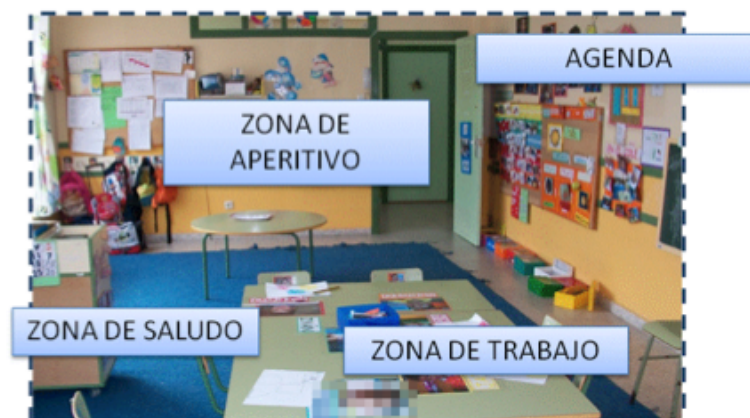 AGENDA
ZONA DE
APERITIVO
ZONA DE SALUDO
ZONA DE TRABAJO